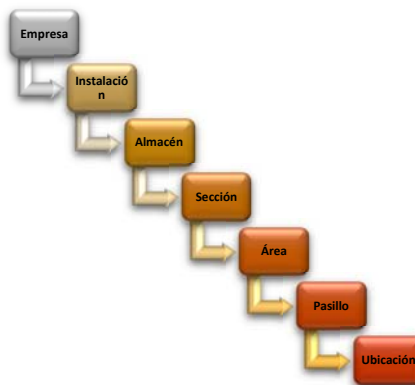 Empresa
Instalació
n
Almacén
Sección
Área
Pasillo
Ubicación